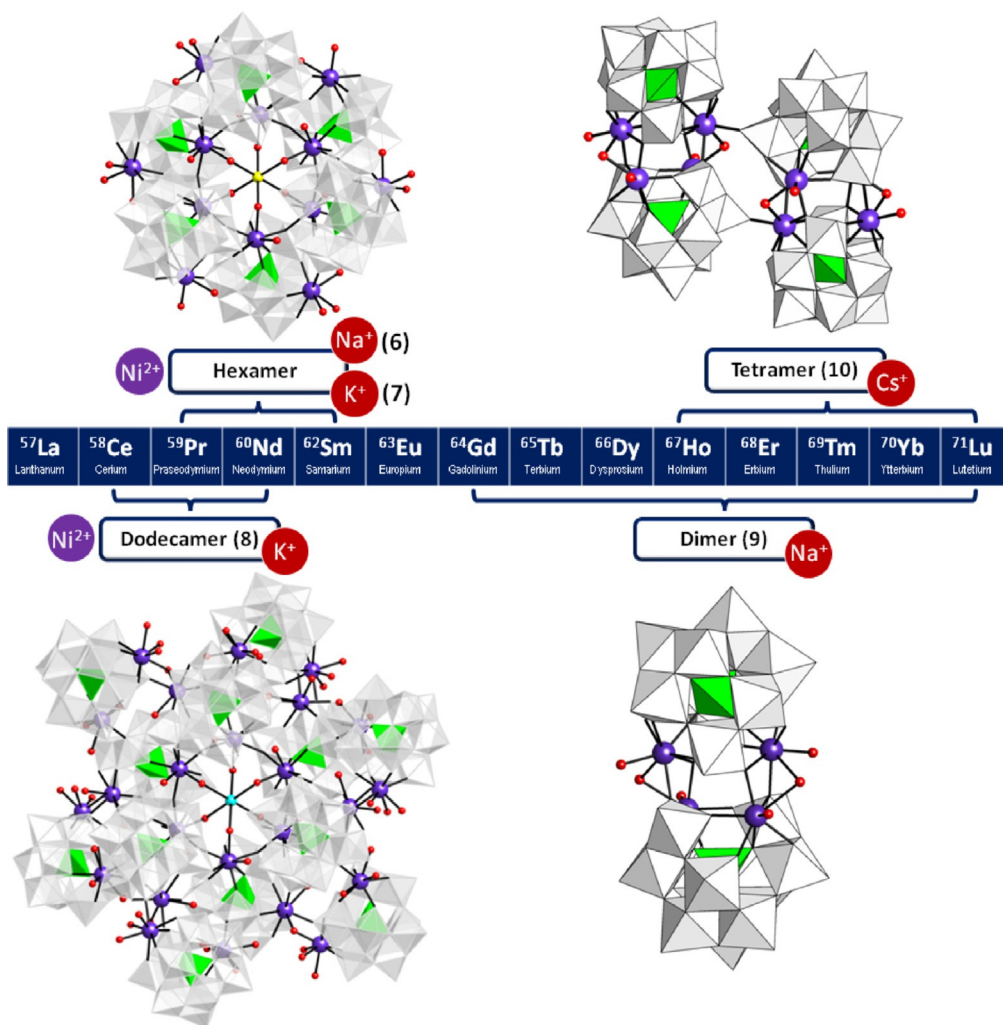 Na⁺ (6)
Ni²⁺ Hexamer
K⁺ (7)
Tetramer (10)
Cs⁺
⁵⁷La ⁵⁸Ce ⁵⁹Pr ⁶⁰Nd ⁶²Sm ⁶³Eu ⁶⁴Gd ⁶⁵Tb ⁶⁶Dy ⁶⁷Ho ⁶⁸Er ⁶⁹Tm ⁷⁰Yb ⁷¹Lu
Lanthanum Cerium Praseodymium Neodymium Samarium Europium Gadolinium Terbium Dysprosium Holmium Erbium Thulium Ytterbium Lutetium
Ni²⁺ Dodecamer (8) K⁺
Dimer (9) Na⁺